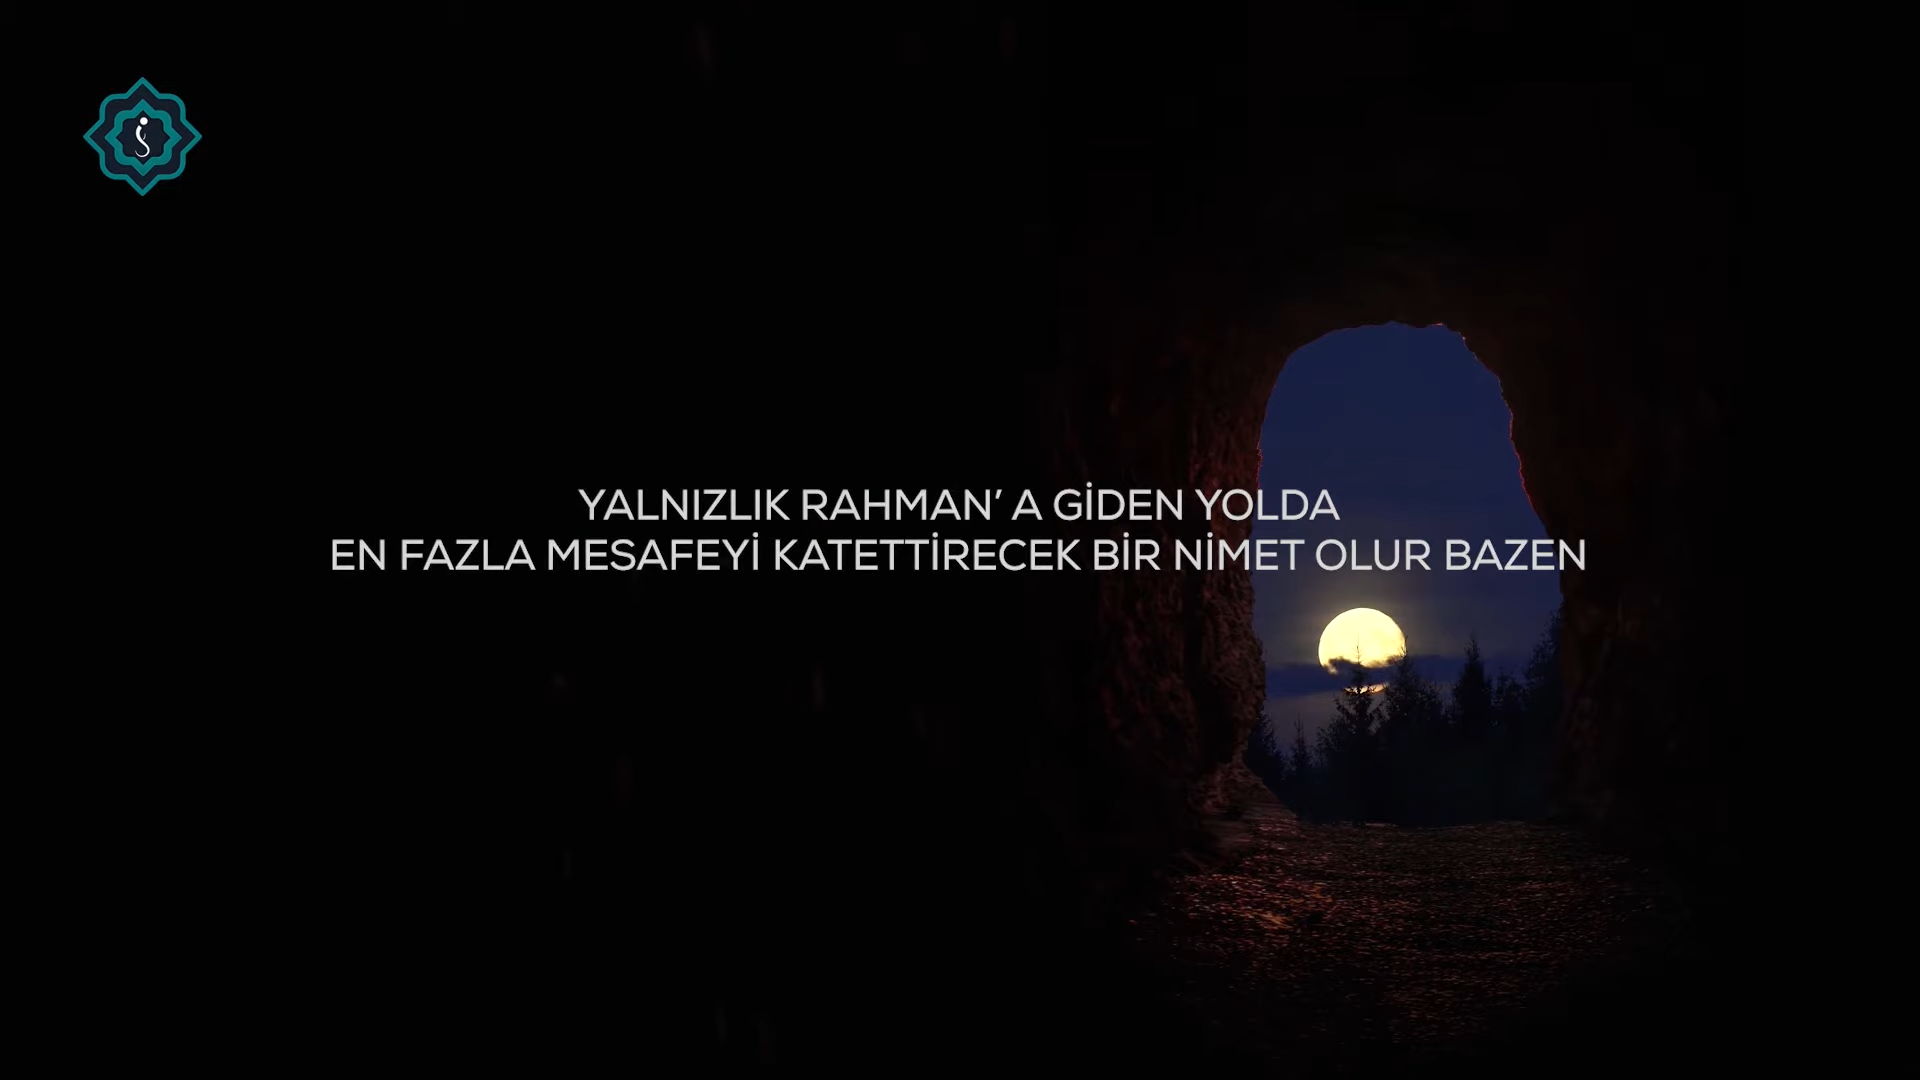 YALNIZLIK RAHMAN’ A GİDEN YOLDA
EN FAZLA MESAFEYİ KATETTİRECEK BİR NİMET OLUR BAZEN